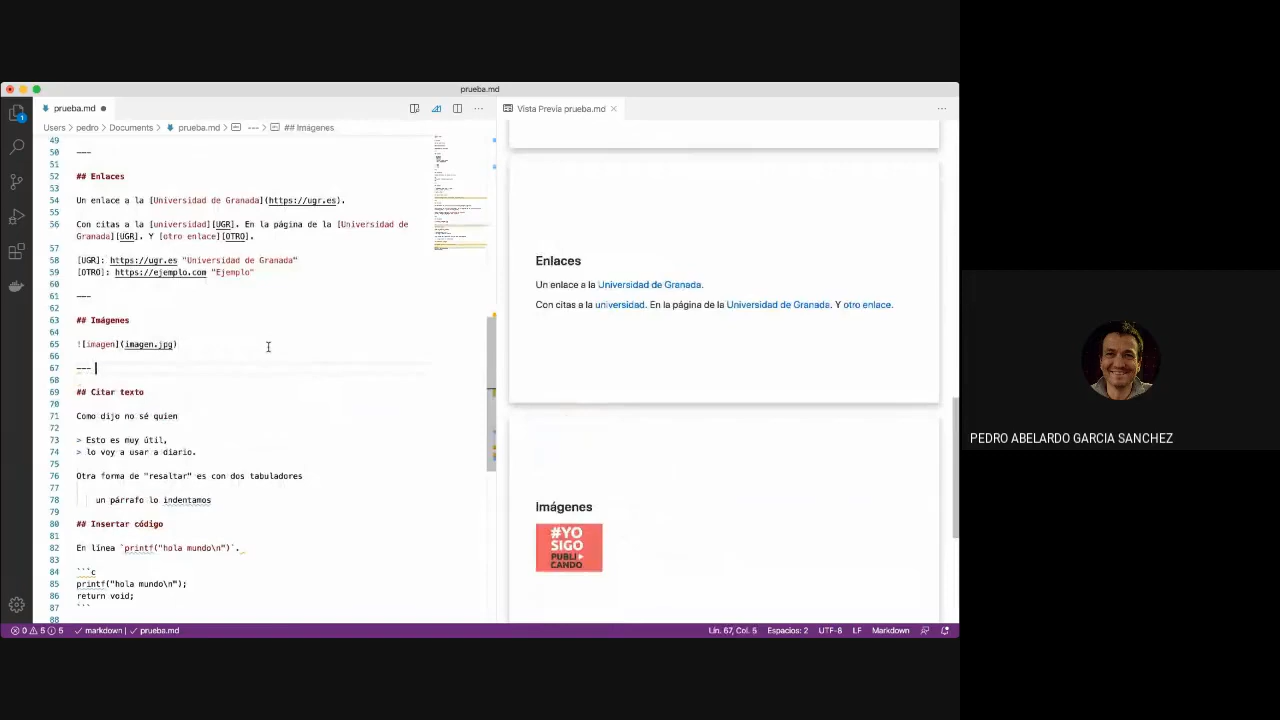 prueba.md
prueba.md
Vista Previa prueba.md
Users > pedro > Documents > prueba.md > --- > ## Imágenes
49
50 ---
51
52 ## Enlaces
53
54 Un enlace a la [Universidad de Granada](https://ugr.es).
55
56 Con citas a la [universidad][UGR]. En la página de la [Universidad de
Granada][UGR]. Y [otro enlace][OTRO].
57
58 [UGR]: https://ugr.es "Universidad de Granada"
59 [OTRO]: https://ejemplo.com "Ejemplo"
60
61 ---
62
63 ## Imágenes
64
65 ![imagen](imagen.jpg)
66
67 ---
68
69 ## Citar texto
70
71 Como dijo no sé quien
72
73 > Esto es muy útil,
74 > lo voy a usar a diario.
75
76 Otra forma de "resaltar" es con dos tabuladores
77
78 un párrafo lo indentamos
79
80 ## Insertar código
81
82 En línea `printf("hola mundo\n")`.
83
84 ```c
85 printf("hola mundo\n");
86 return void;
87 ```
88
Enlaces
Un enlace a la Universidad de Granada.
Con citas a la universidad. En la página de la Universidad de Granada. Y otro enlace.
Imágenes
#YO
SIGO
PUBLI
CANDO
1
0 5 5 markdown | prueba.md
Lín. 67, Col. 5 Espacios: 2 UTF-8 LF Markdown
PEDRO ABELARDO GARCIA SANCHEZ